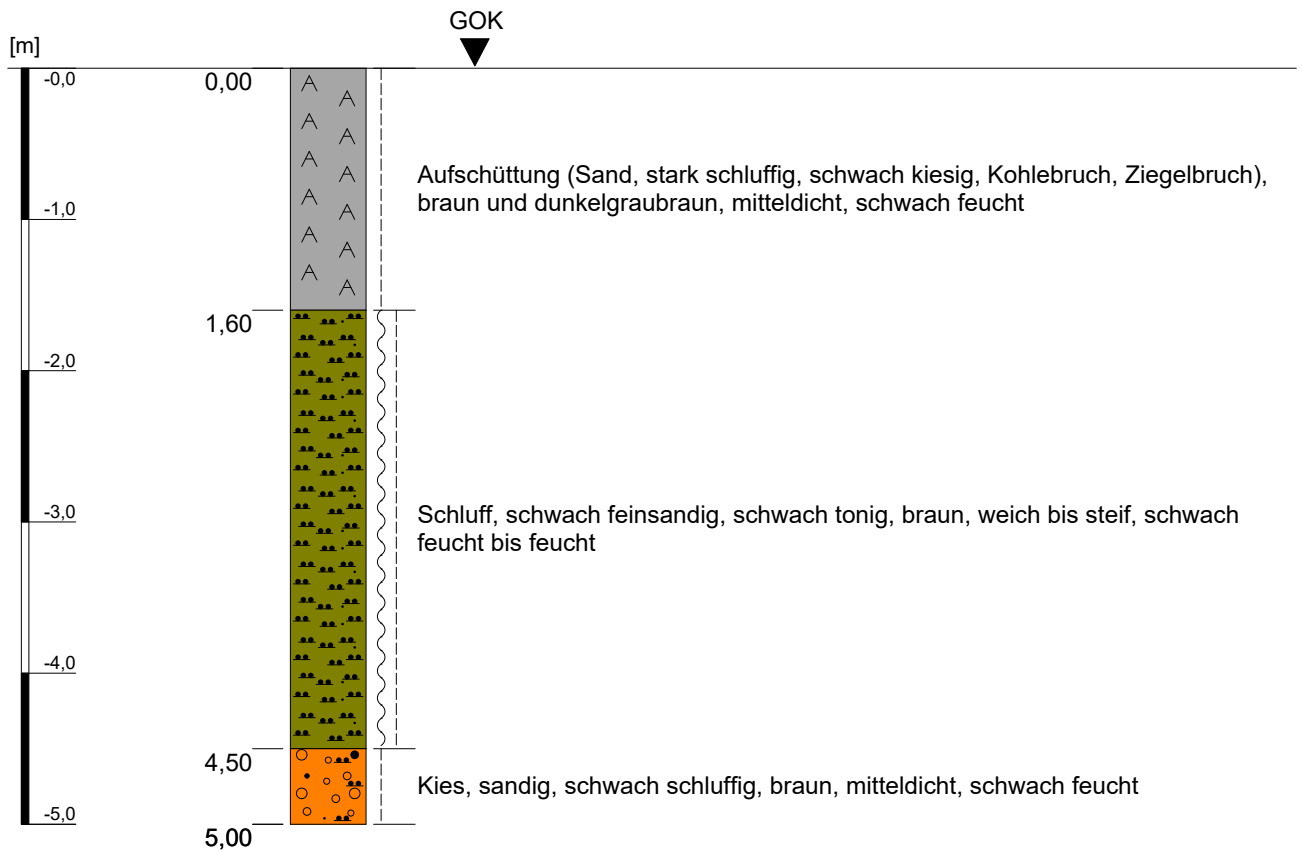 GOK
[m]
-0,0
0,00
Aufschüttung (Sand, stark schluffig, schwach kiesig, Kohlebruch, Ziegelbruch),
braun und dunkelgraubraun, mitteldicht, schwach feucht
-1,0
1,60
-2,0
Schluff, schwach feinsandig, schwach tonig, braun, weich bis steif, schwach
feucht bis feucht
-3,0
-4,0
4,50
Kies, sandig, schwach schluffig, braun, mitteldicht, schwach feucht
-5,0
5,00